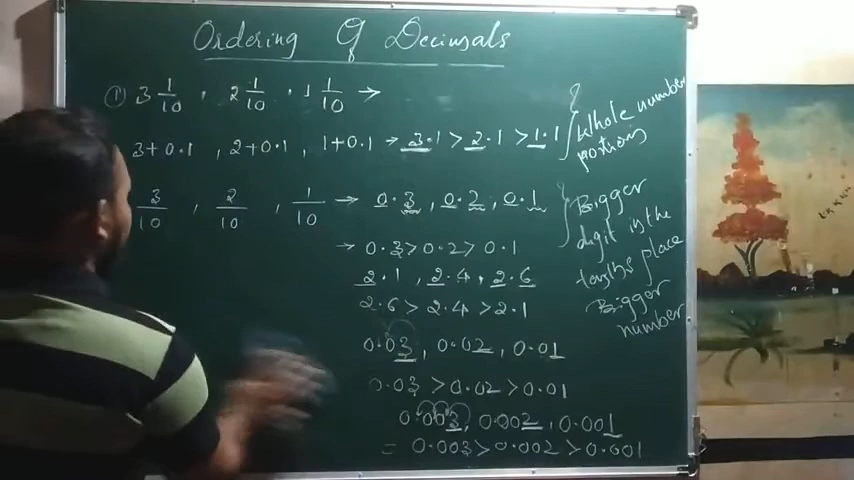 Ordering Of Decimals
① 3 1/10 , 2 1/10 , 1 1/10 →
3+0.1 , 2+0.1 , 1+0.1 → 3.1 > 2.1 > 1.1
3/10 , 2/10 , 1/10 → 0.3 , 0.2 , 0.1
→ 0.3 > 0.2 > 0.1
2.1 , 2.4 , 2.6
2.6 > 2.4 > 2.1
0.03 , 0.02 , 0.01
0.03 > 0.02 > 0.01
0.003 , 0.002 , 0.001
= 0.003 > 0.002 > 0.001
Whole number
portions
Bigger
digit in the
tenths place
Bigger
number